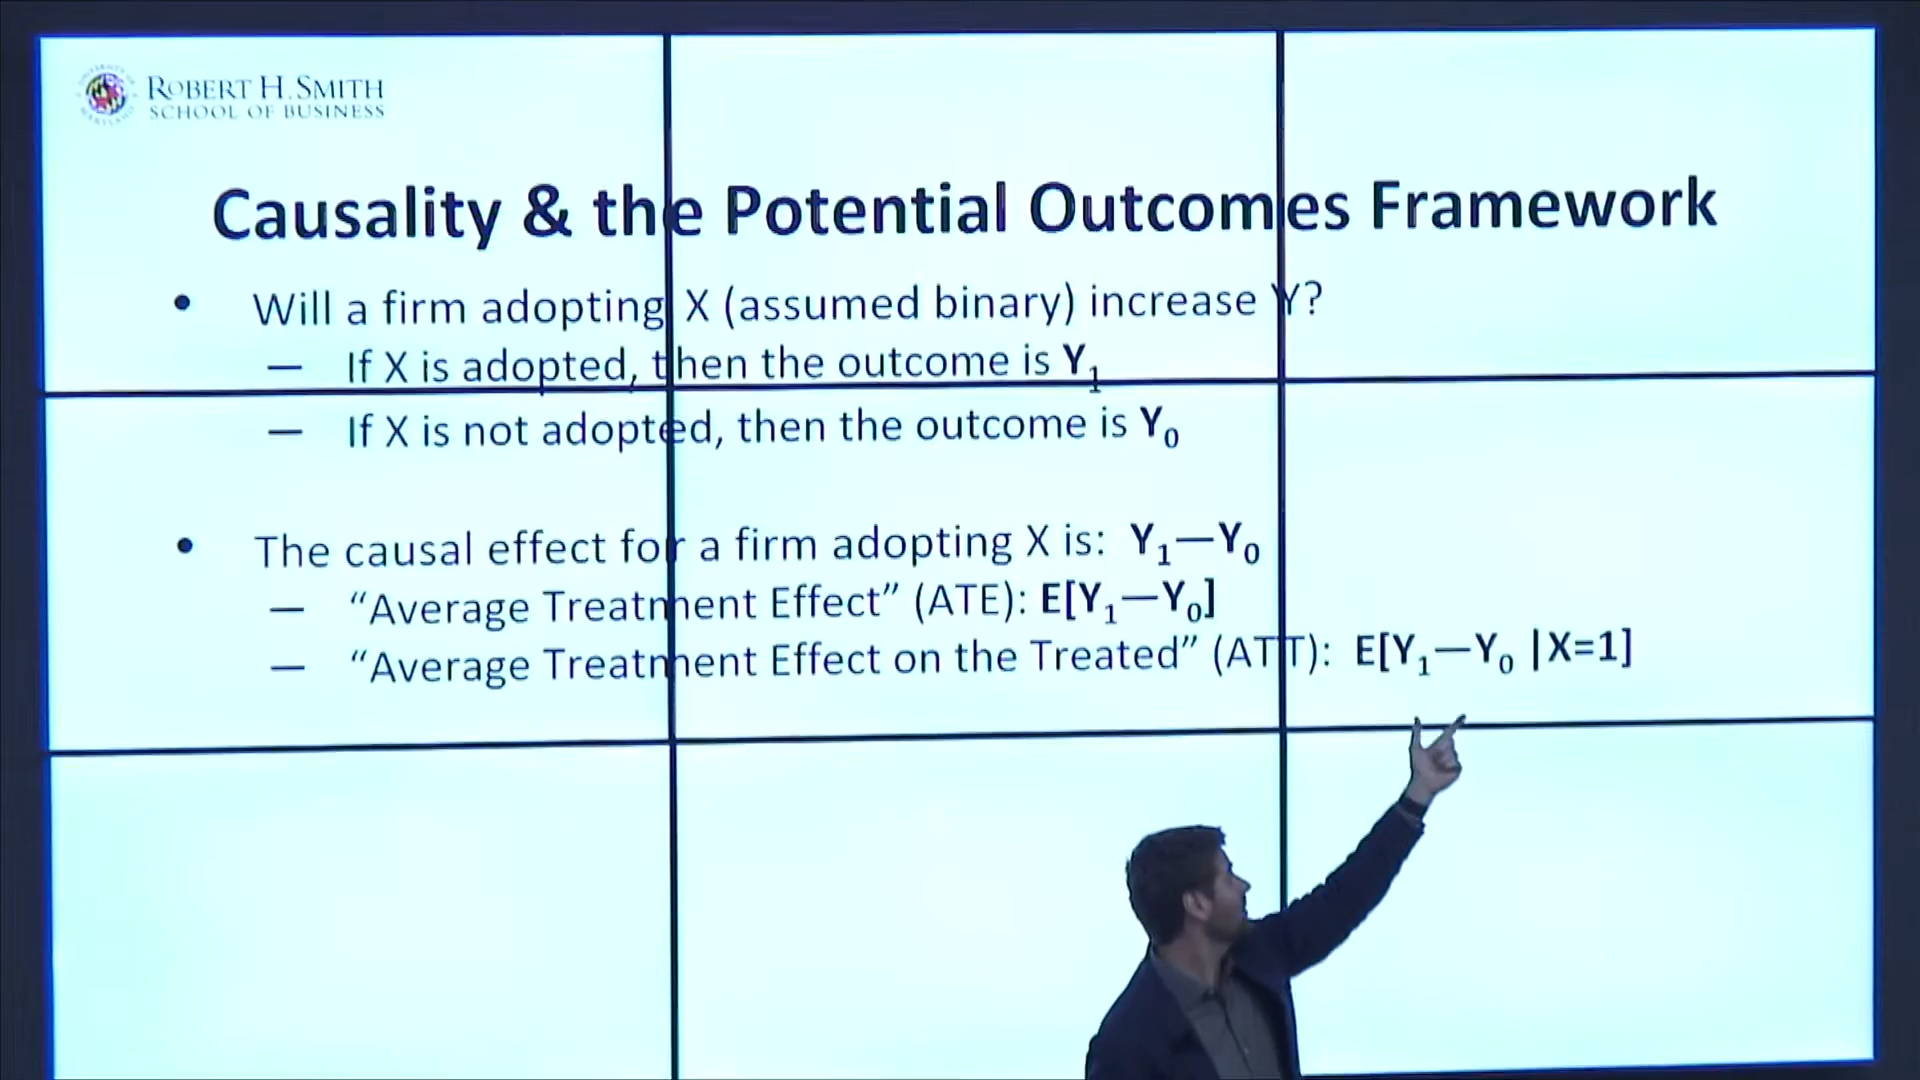 ROBERT H. SMITH
SCHOOL OF BUSINESS
Causality & the Potential Outcomes Framework
• Will a firm adopting X (assumed binary) increase Y?
— If X is adopted, then the outcome is Y₁
— If X is not adopted, then the outcome is Y₀
• The causal effect for a firm adopting X is: Y₁—Y₀
— “Average Treatment Effect” (ATE): E[Y₁—Y₀]
— “Average Treatment Effect on the Treated” (ATT): E[Y₁—Y₀ |X=1]